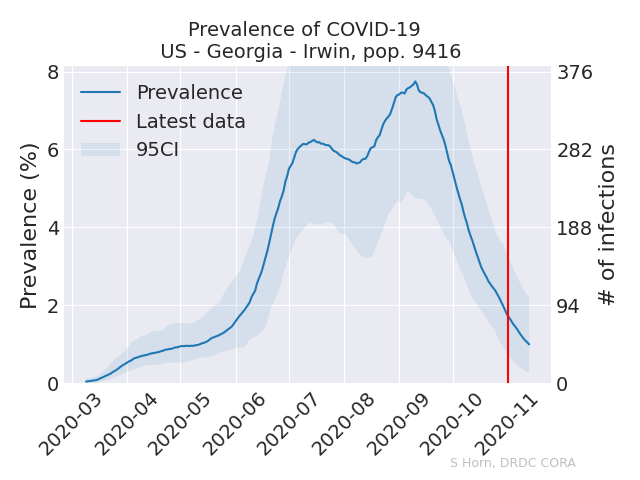 Prevalence of COVID-19
US - Georgia - Irwin, pop. 9416
Prevalence
Latest data
95CI
Prevalence (%)
8
6
4
2
0
# of infections
376
282
188
94
0
2020-03
2020-04
2020-05
2020-06
2020-07
2020-08
2020-09
2020-10
2020-11
S Horn, DRDC CORA